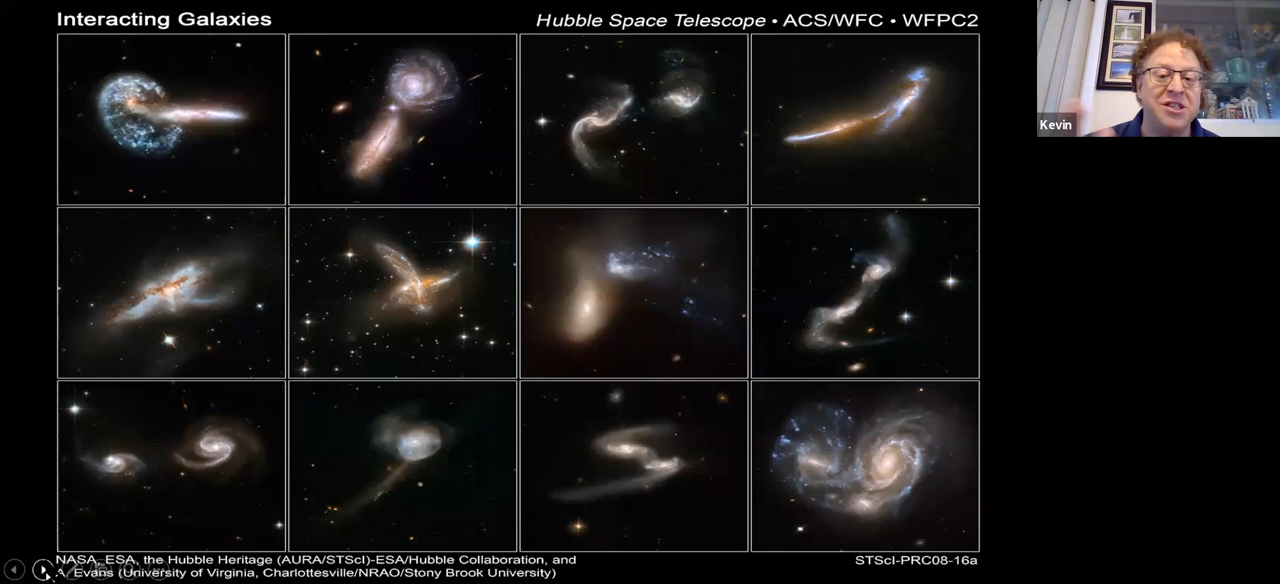 Interacting Galaxies
Hubble Space Telescope • ACS/WFC • WFPC2
Kevin
NASA, ESA, the Hubble Heritage (AURA/STScI)-ESA/Hubble Collaboration, and
A. Evans (University of Virginia, Charlottesville/NRAO/Stony Brook University)
STScI-PRC08-16a